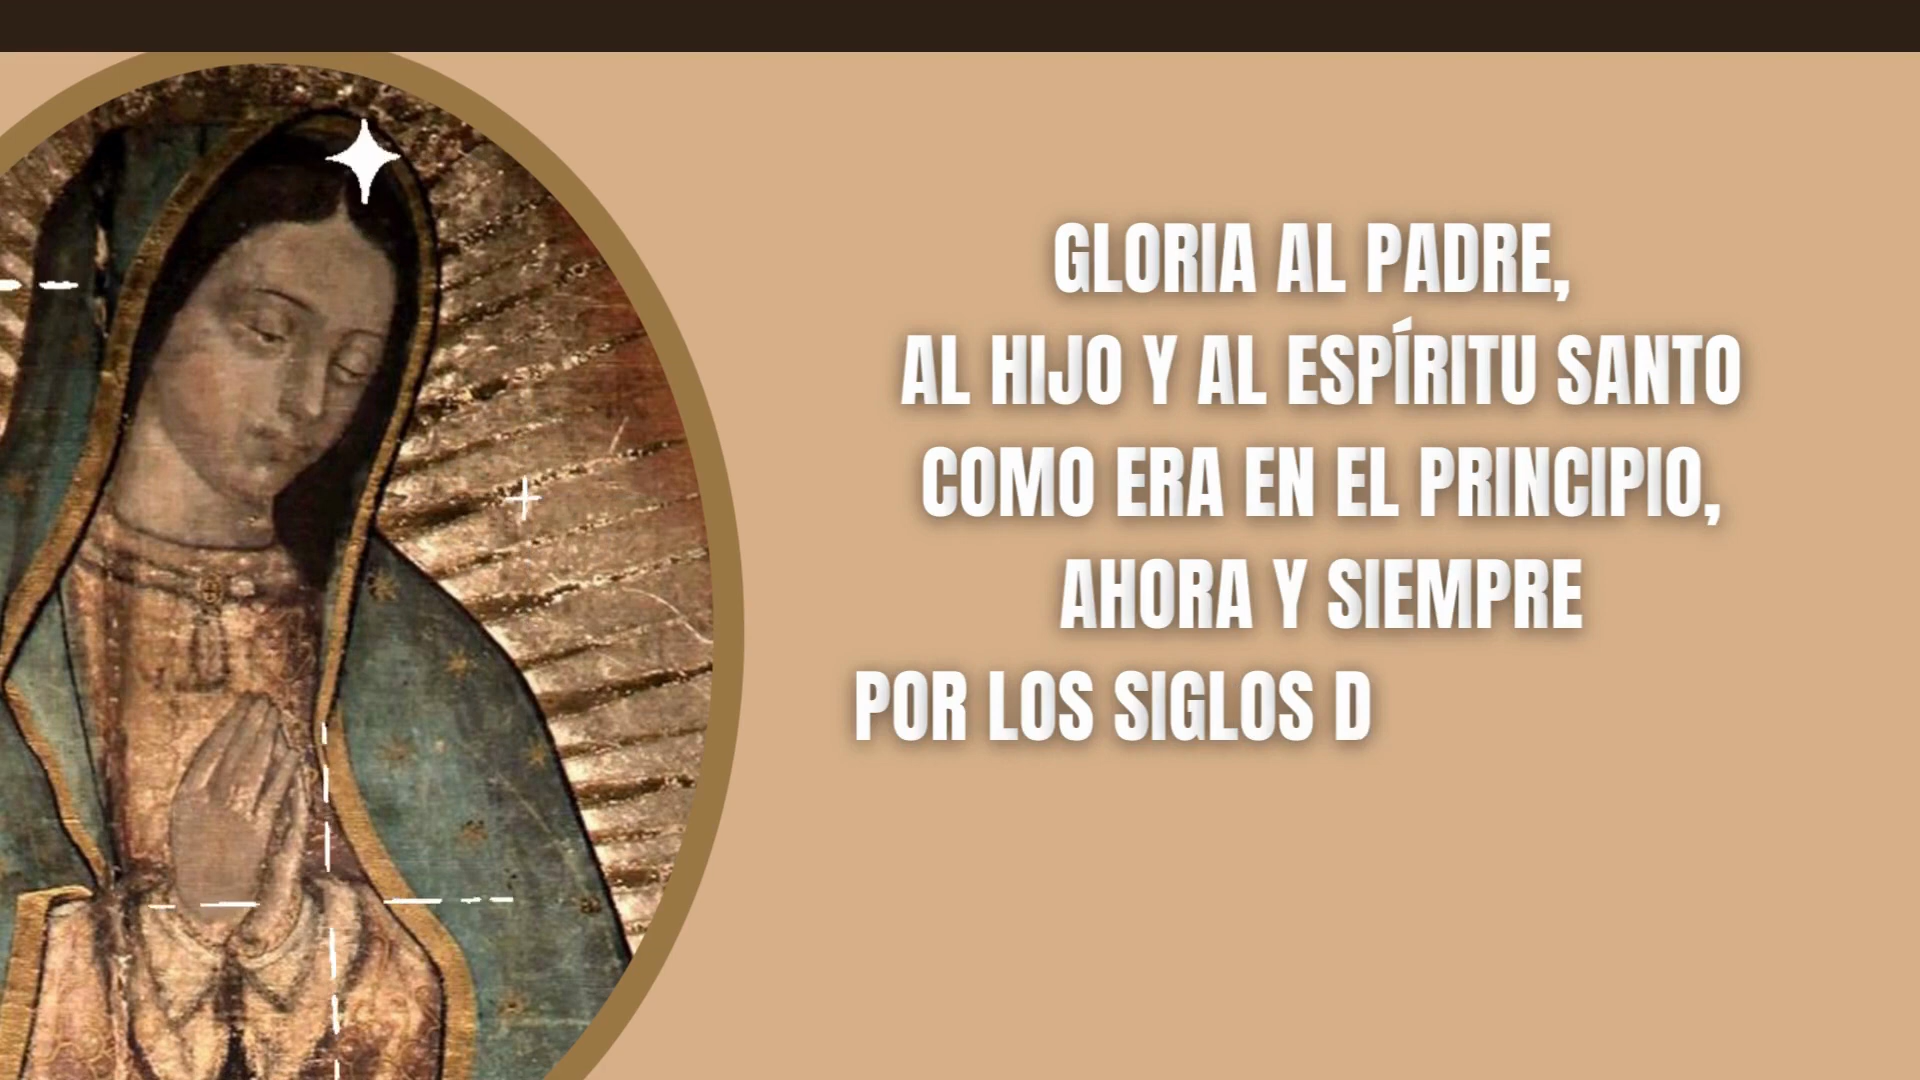 GLORIA AL PADRE,
AL HIJO Y AL ESPÍRITU SANTO
COMO ERA EN EL PRINCIPIO,
AHORA Y SIEMPRE
POR LOS SIGLOS D